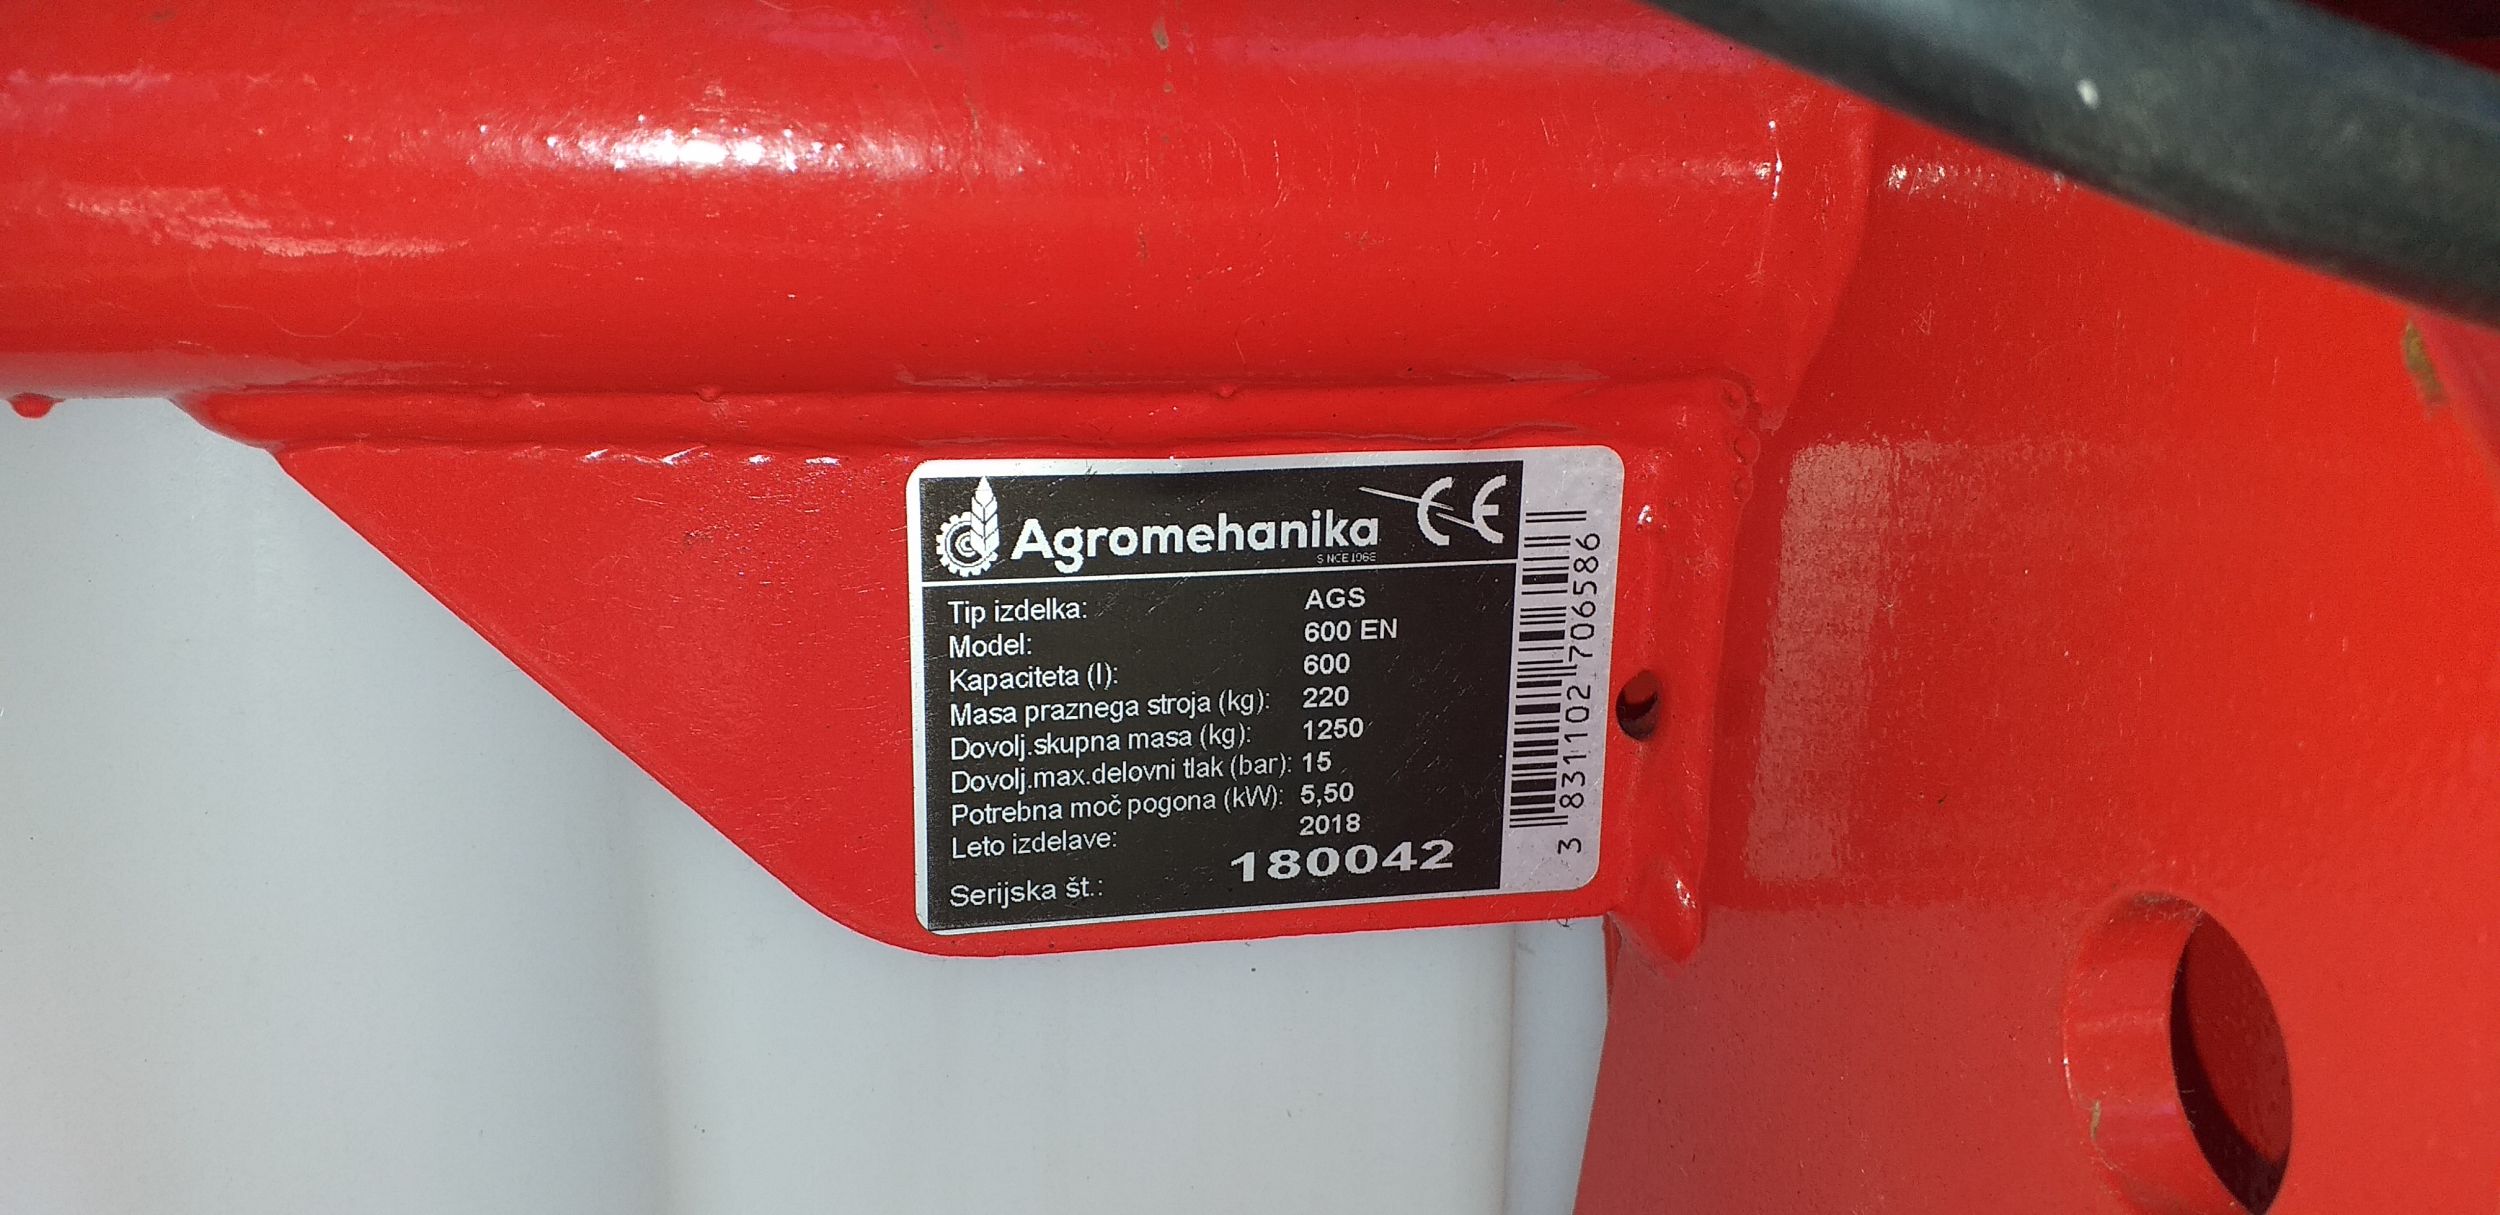 Agromehanika
SINCE 1968
CE
Tip izdelka: AGS
Model: 600 EN
Kapaciteta (l): 600
Masa praznega stroja (kg): 220
Dovolj.skupna masa (kg): 1250
Dovolj.max.delovni tlak (bar): 15
Potrebna moč pogona (kW): 5,50
Leto izdelave: 2018
Serijska št.: 180042
3 831102 706586